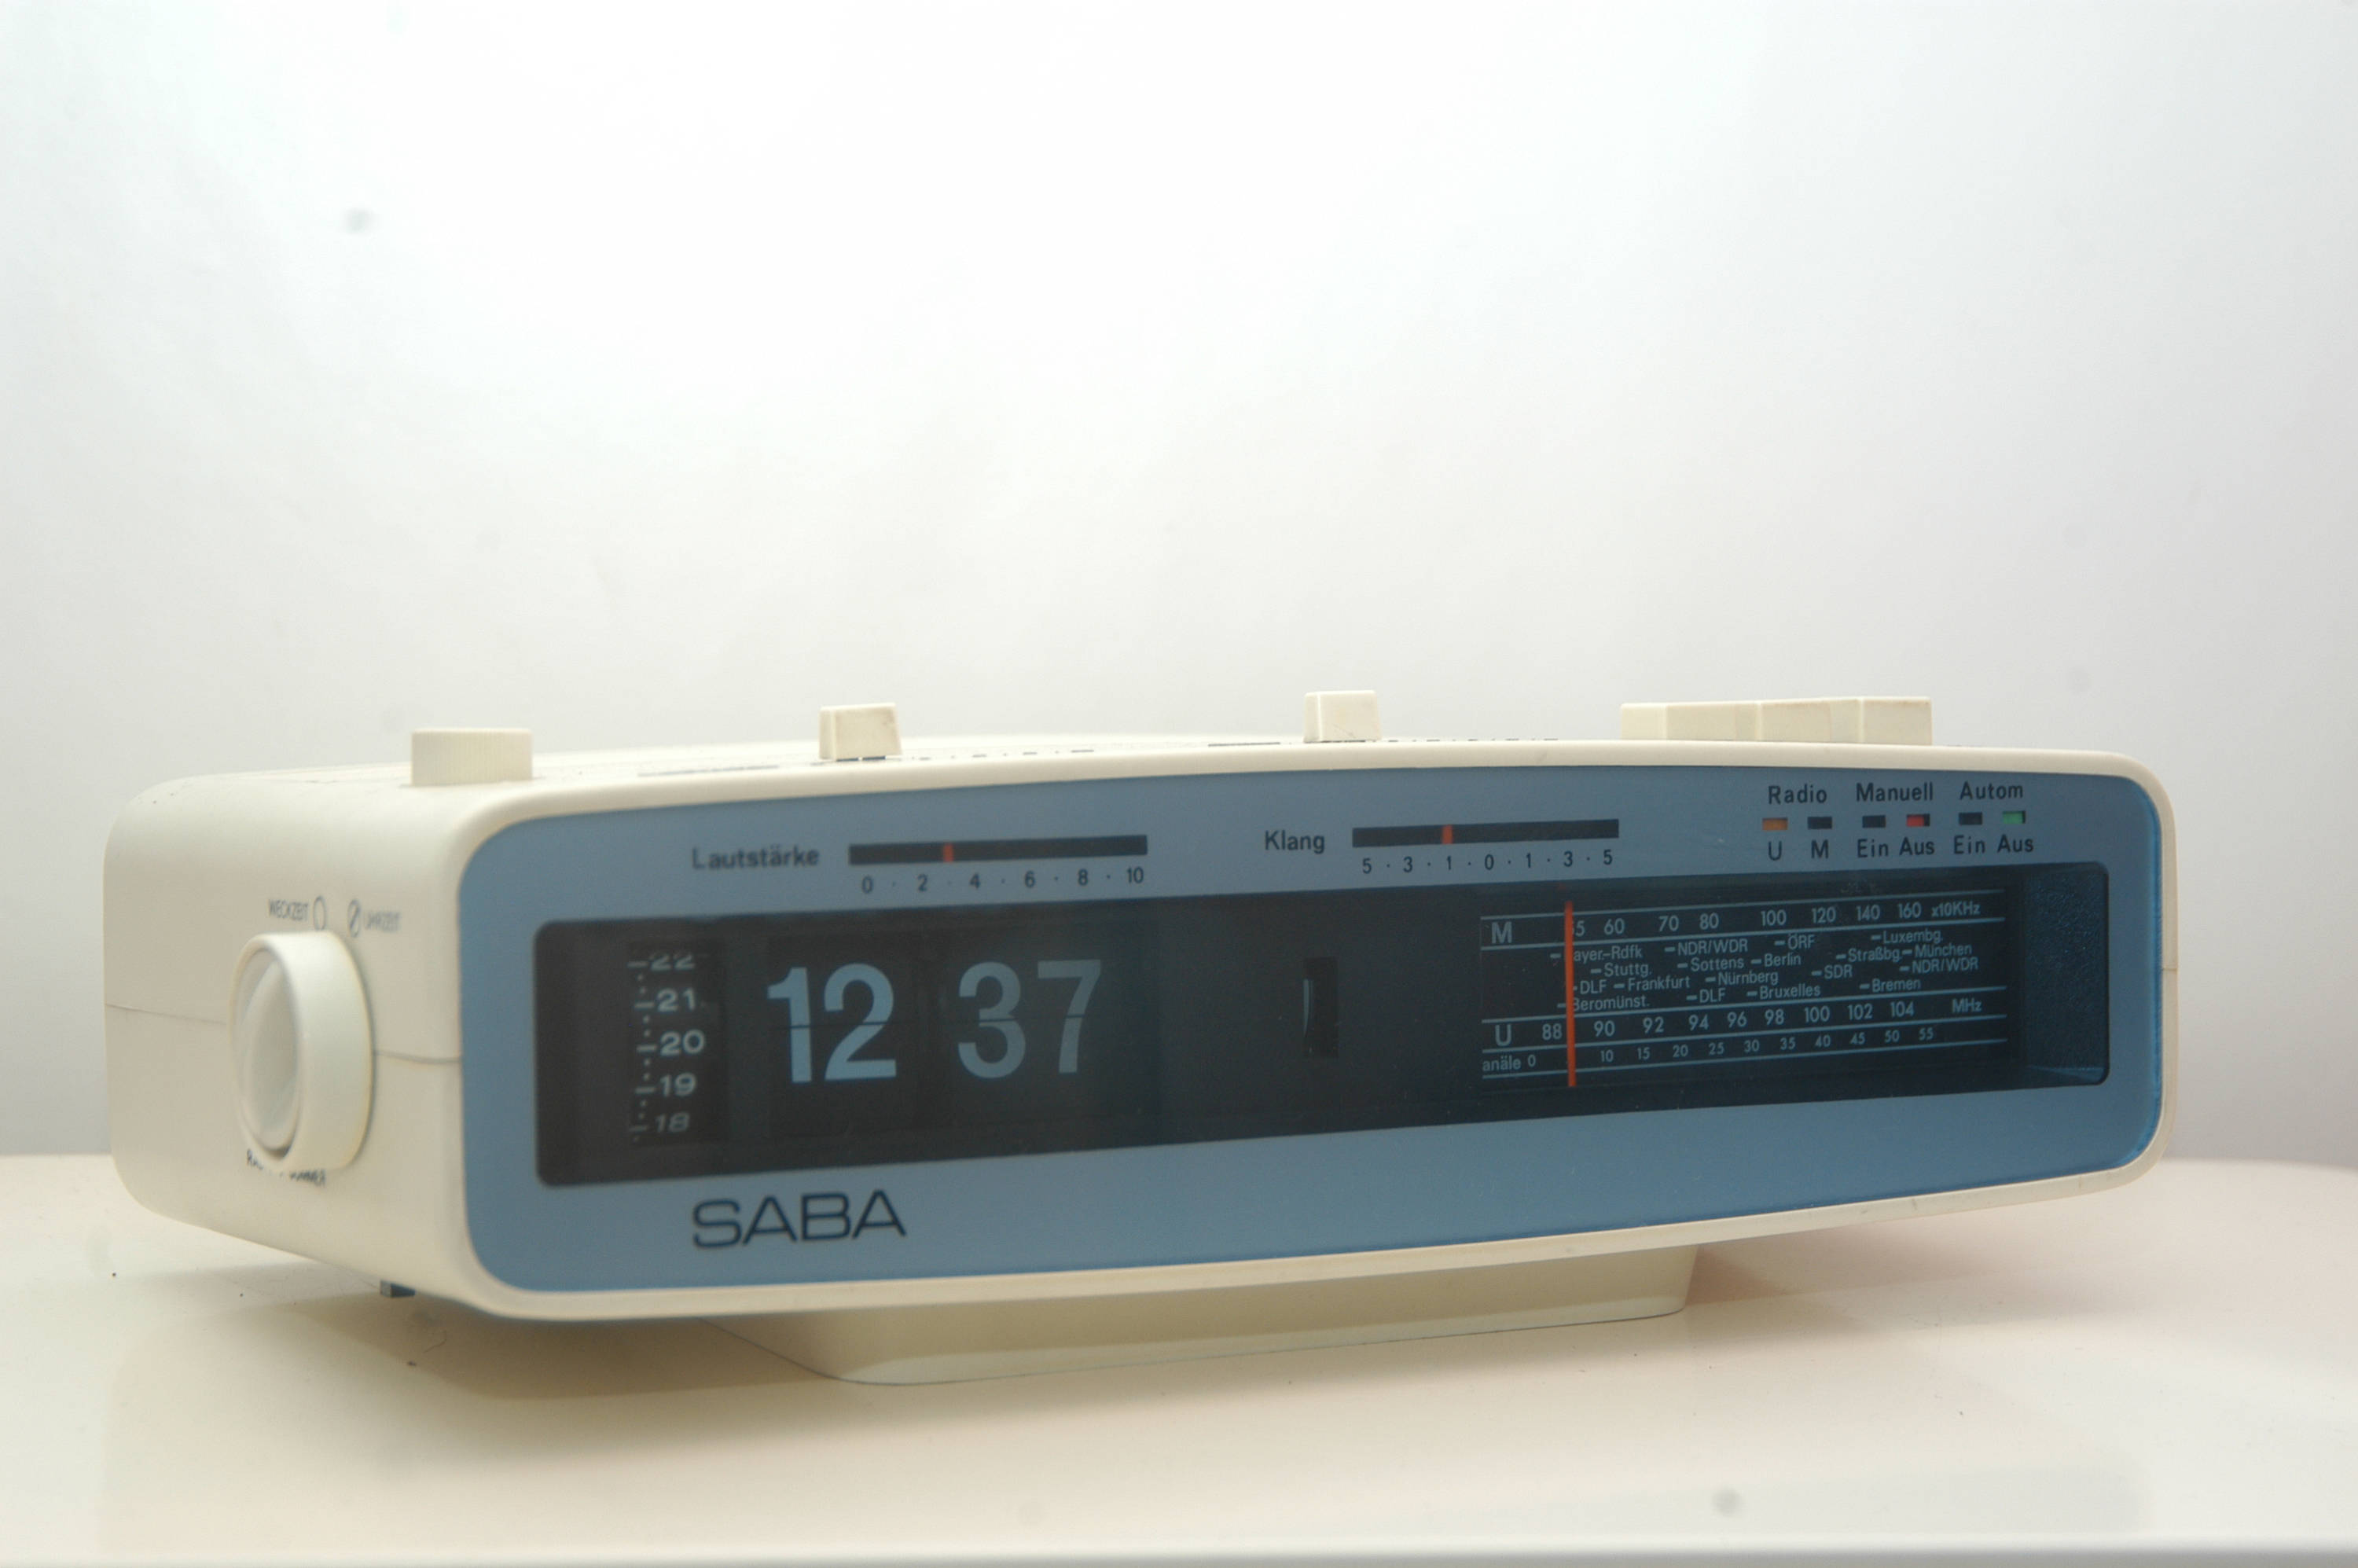 Radio Manuell Autom
U M Ein Aus Ein Aus
Lautstärke
0 · 2 · 4 · 6 · 8 · 10
Klang
5 · 3 · 1 · 0 · 1 · 3 · 5
WECKZEIT UHRZEIT
22
21
20
19
18
12 37
M 55 60 70 80 100 120 140 160 x10KHz
ayer-Rdfk NDR/WDR ÖRF Luxembg.
Stuttg. Sottens Berlin Straßbg. München
DLF Frankfurt Nürnberg SDR NDR/WDR
Beromünst. DLF Bruxelles Bremen
U 88 90 92 94 96 98 100 102 104 MHz
anäle 0 10 15 20 25 30 35 40 45 50 55
SABA